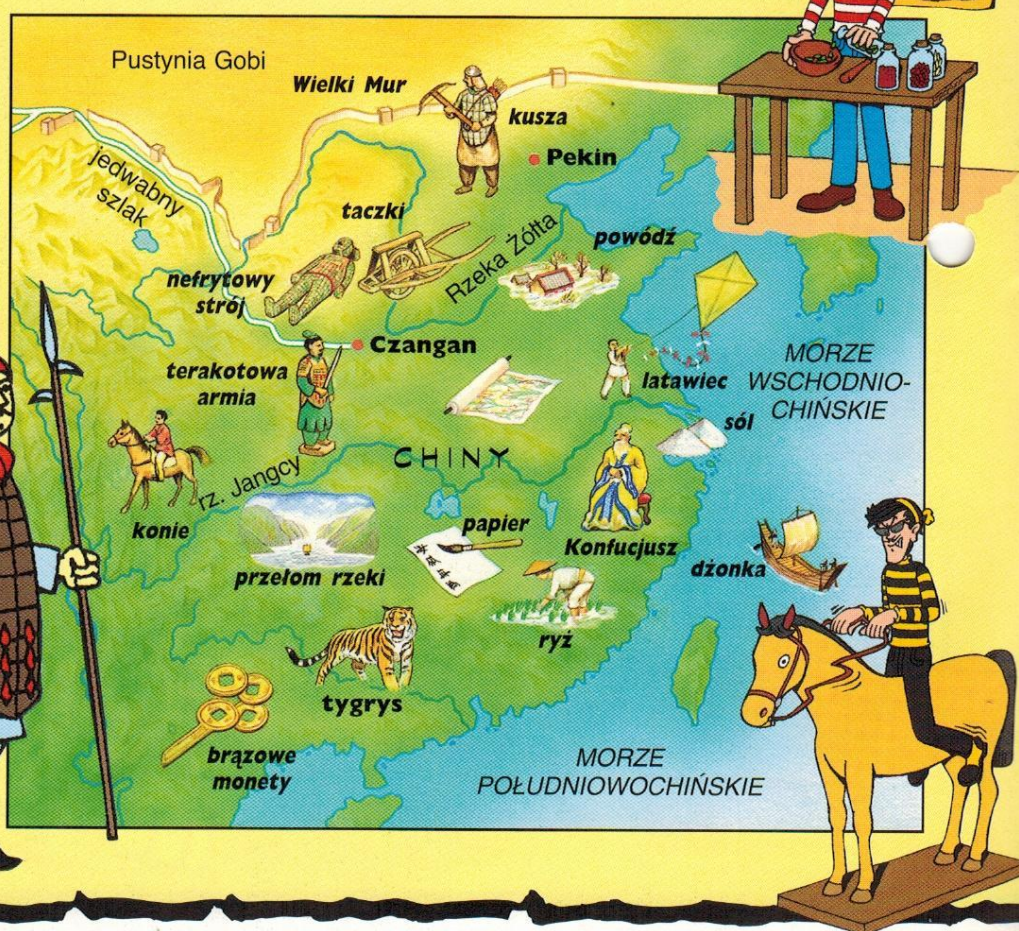 Pustynia Gobi
Wielki Mur
kusza
Pekin
jedwabny
szlak
taczki
Rzeka Żółta
powódź
nefrytowy
strój
Czangan
terakotowa
armia
latawiec
MORZE
WSCHODNIO-
CHIŃSKIE
sól
CHINY
rz. Jangcy
konie
papier
Konfucjusz
dżonka
przełom rzeki
ryż
tygrys
brązowe
monety
MORZE
POŁUDNIOWOCHIŃSKIE